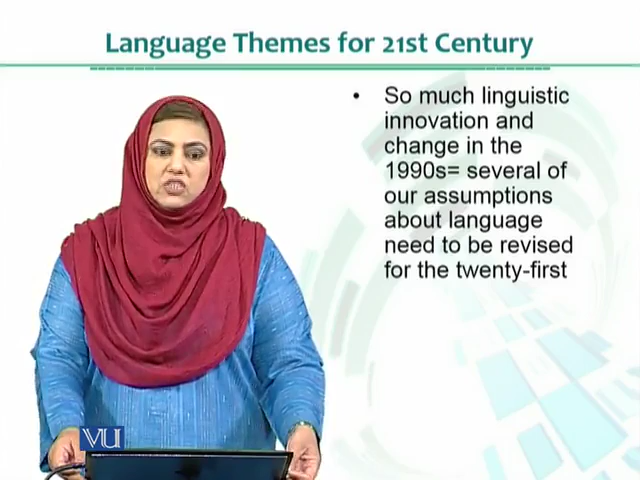 Language Themes for 21st Century
• So much linguistic
innovation and
change in the
1990s= several of
our assumptions
about language
need to be revised
for the twenty-first
VU